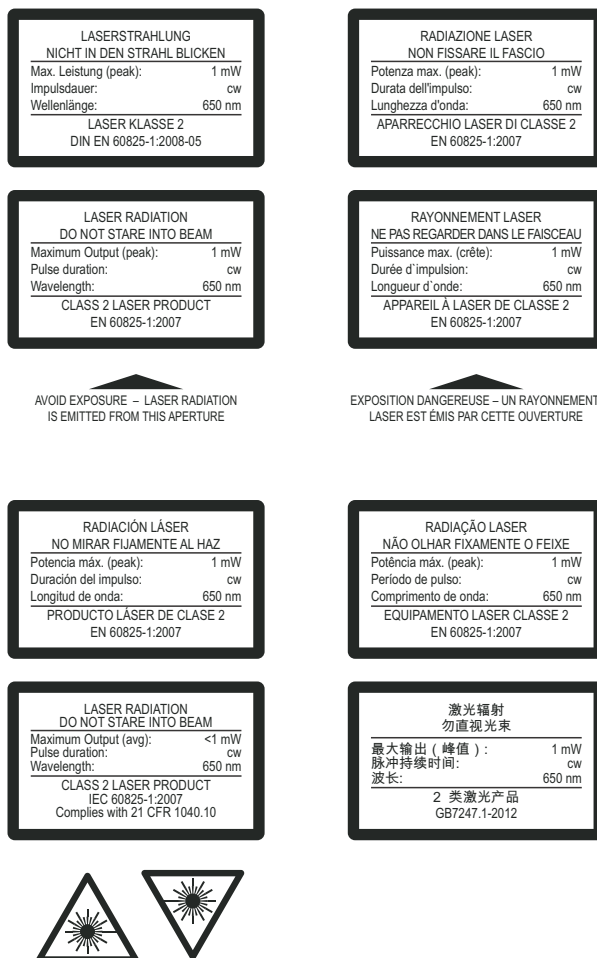 LASERSTRAHLUNG
NICHT IN DEN STRAHL BLICKEN
Max. Leistung (peak): 1 mW
Impulsdauer: cw
Wellenlänge: 650 nm
LASER KLASSE 2
DIN EN 60825-1:2008-05
RADIAZIONE LASER
NON FISSARE IL FASCIO
Potenza max. (peak): 1 mW
Durata dell'impulso: cw
Lunghezza d'onda: 650 nm
APARRECCHIO LASER DI CLASSE 2
EN 60825-1:2007
LASER RADIATION
DO NOT STARE INTO BEAM
Maximum Output (peak): 1 mW
Pulse duration: cw
Wavelength: 650 nm
CLASS 2 LASER PRODUCT
EN 60825-1:2007
RAYONNEMENT LASER
NE PAS REGARDER DANS LE FAISCEAU
Puissance max. (crête): 1 mW
Durée d`impulsion: cw
Longueur d`onde: 650 nm
APPAREIL À LASER DE CLASSE 2
EN 60825-1:2007
AVOID EXPOSURE – LASER RADIATION
IS EMITTED FROM THIS APERTURE
EXPOSITION DANGEREUSE – UN RAYONNEMENT
LASER EST ÉMIS PAR CETTE OUVERTURE
RADIACIÓN LÁSER
NO MIRAR FIJAMENTE AL HAZ
Potencia máx. (peak): 1 mW
Duración del impulso: cw
Longitud de onda: 650 nm
PRODUCTO LÁSER DE CLASE 2
EN 60825-1:2007
RADIAÇÃO LASER
NÃO OLHAR FIXAMENTE O FEIXE
Potência máx. (peak): 1 mW
Período de pulso: cw
Comprimento de onda: 650 nm
EQUIPAMENTO LASER CLASSE 2
EN 60825-1:2007
LASER RADIATION
DO NOT STARE INTO BEAM
Maximum Output (avg): <1 mW
Pulse duration: cw
Wavelength: 650 nm
CLASS 2 LASER PRODUCT
IEC 60825-1:2007
Complies with 21 CFR 1040.10
激光辐射
勿直视光束
最大输出（峰值）: 1 mW
脉冲持续时间: cw
波长: 650 nm
2 类激光产品
GB7247.1-2012